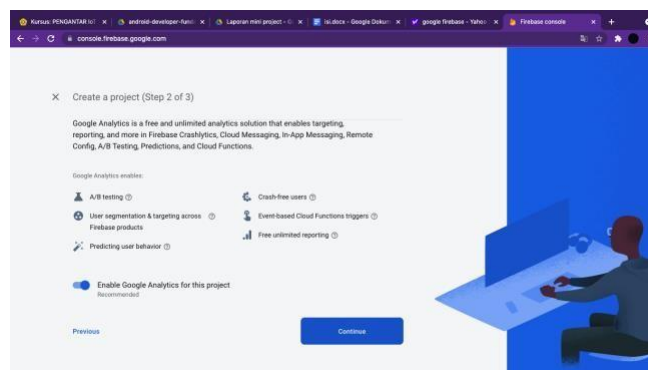 Kursus: PENGANTAR IoT
android-developer-fund
Laporan mini project - G
isi.docx - Google Dokum
google firebase - Yahoo
Firebase console
console.firebase.google.com
Create a project (Step 2 of 3)
Google Analytics is a free and unlimited analytics solution that enables targeting,
reporting, and more in Firebase Crashlytics, Cloud Messaging, In-App Messaging, Remote
Config, A/B Testing, Predictions, and Cloud Functions.
Google Analytics enables:
A/B testing
Crash-free users
User segmentation & targeting across
Firebase products
Event-based Cloud Functions triggers
Predicting user behavior
Free unlimited reporting
Enable Google Analytics for this project
Recommended
Previous
Continue